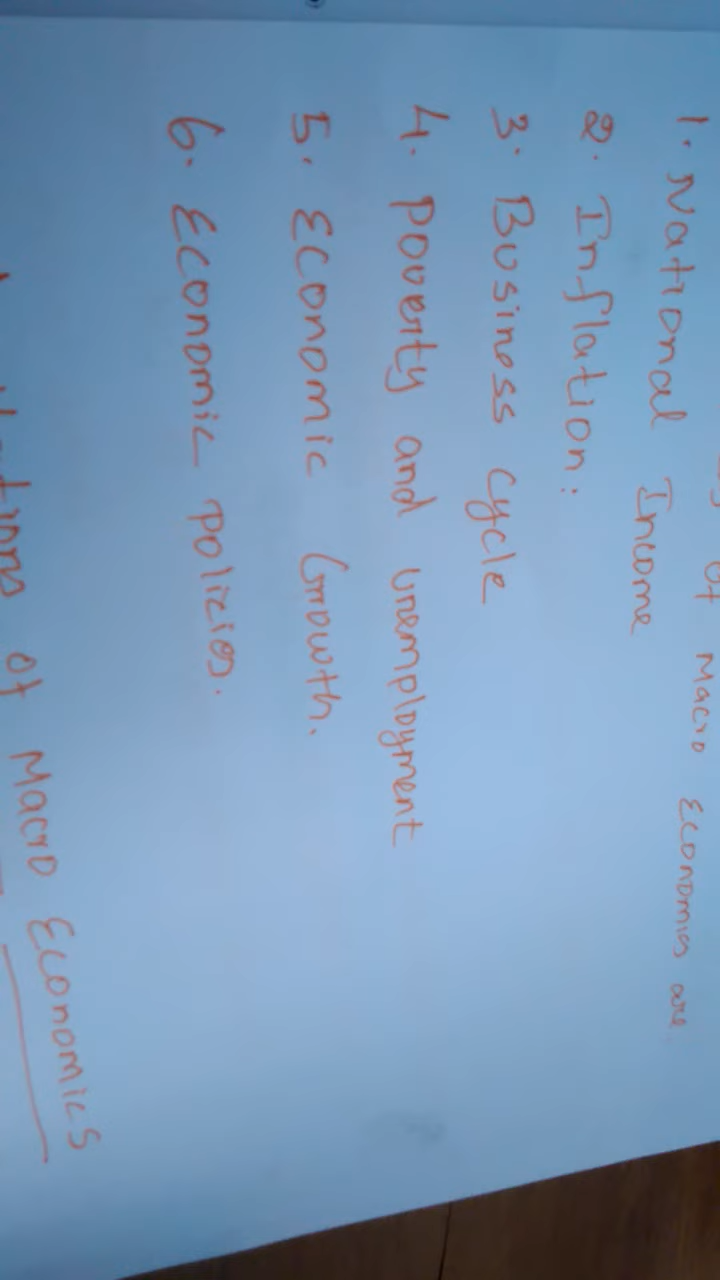 of Macro Economics are.
1. National Income
2. Inflation:
3. Business cycle
4. Poverty and unemployment
5. Economic Growth.
6. Economic policies.
of Macro Economics